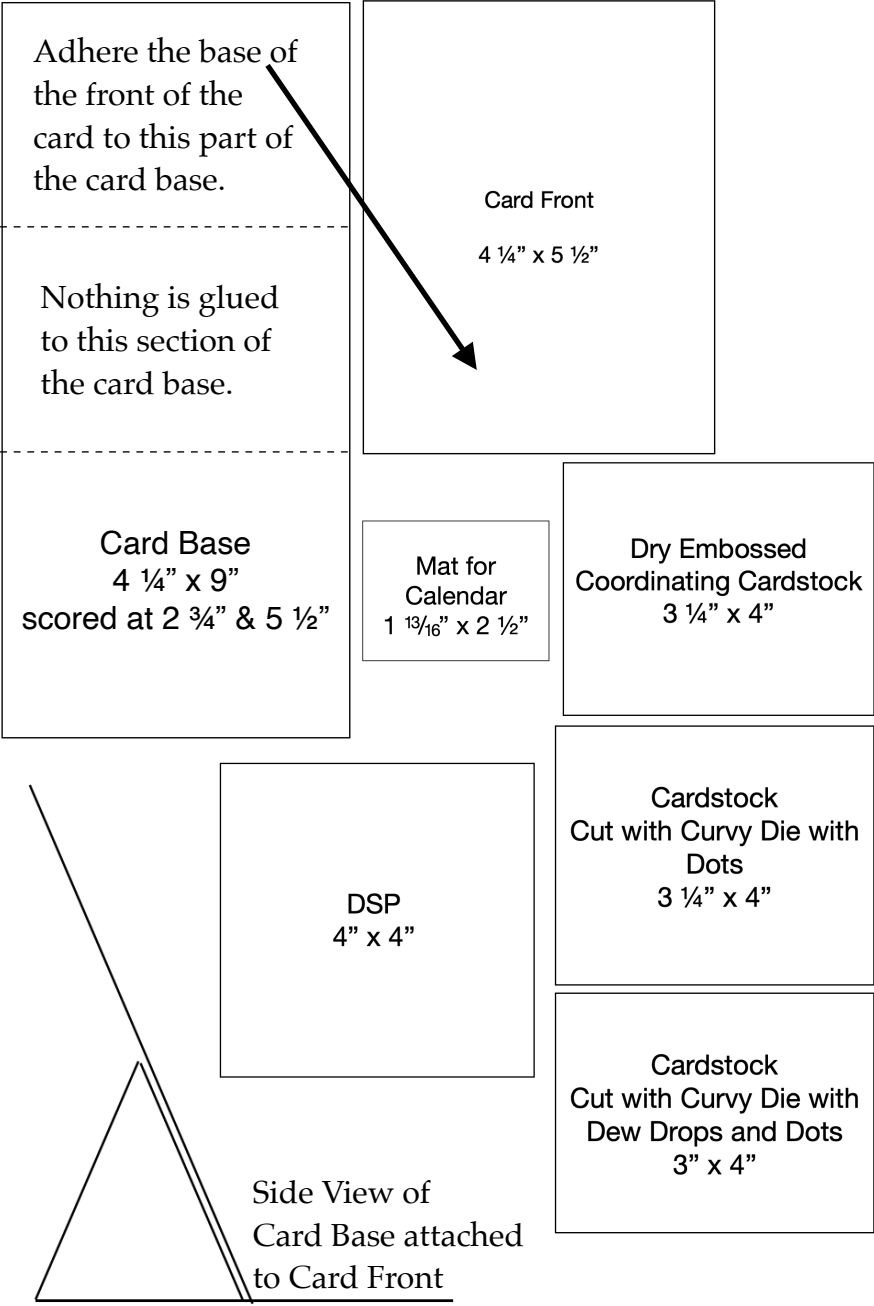 Adhere the base of
the front of the
card to this part of
the card base.
Nothing is glued
to this section of
the card base.
Card Base
4 ¼” x 9”
scored at 2 ¾” & 5 ½”
Card Front
4 ¼” x 5 ½”
Mat for
Calendar
1 ¹³⁄₁₆” x 2 ½”
Dry Embossed
Coordinating Cardstock
3 ¼” x 4”
Cardstock
Cut with Curvy Die with
Dots
3 ¼” x 4”
DSP
4” x 4”
Cardstock
Cut with Curvy Die with
Dew Drops and Dots
3” x 4”
Side View of
Card Base attached
to Card Front